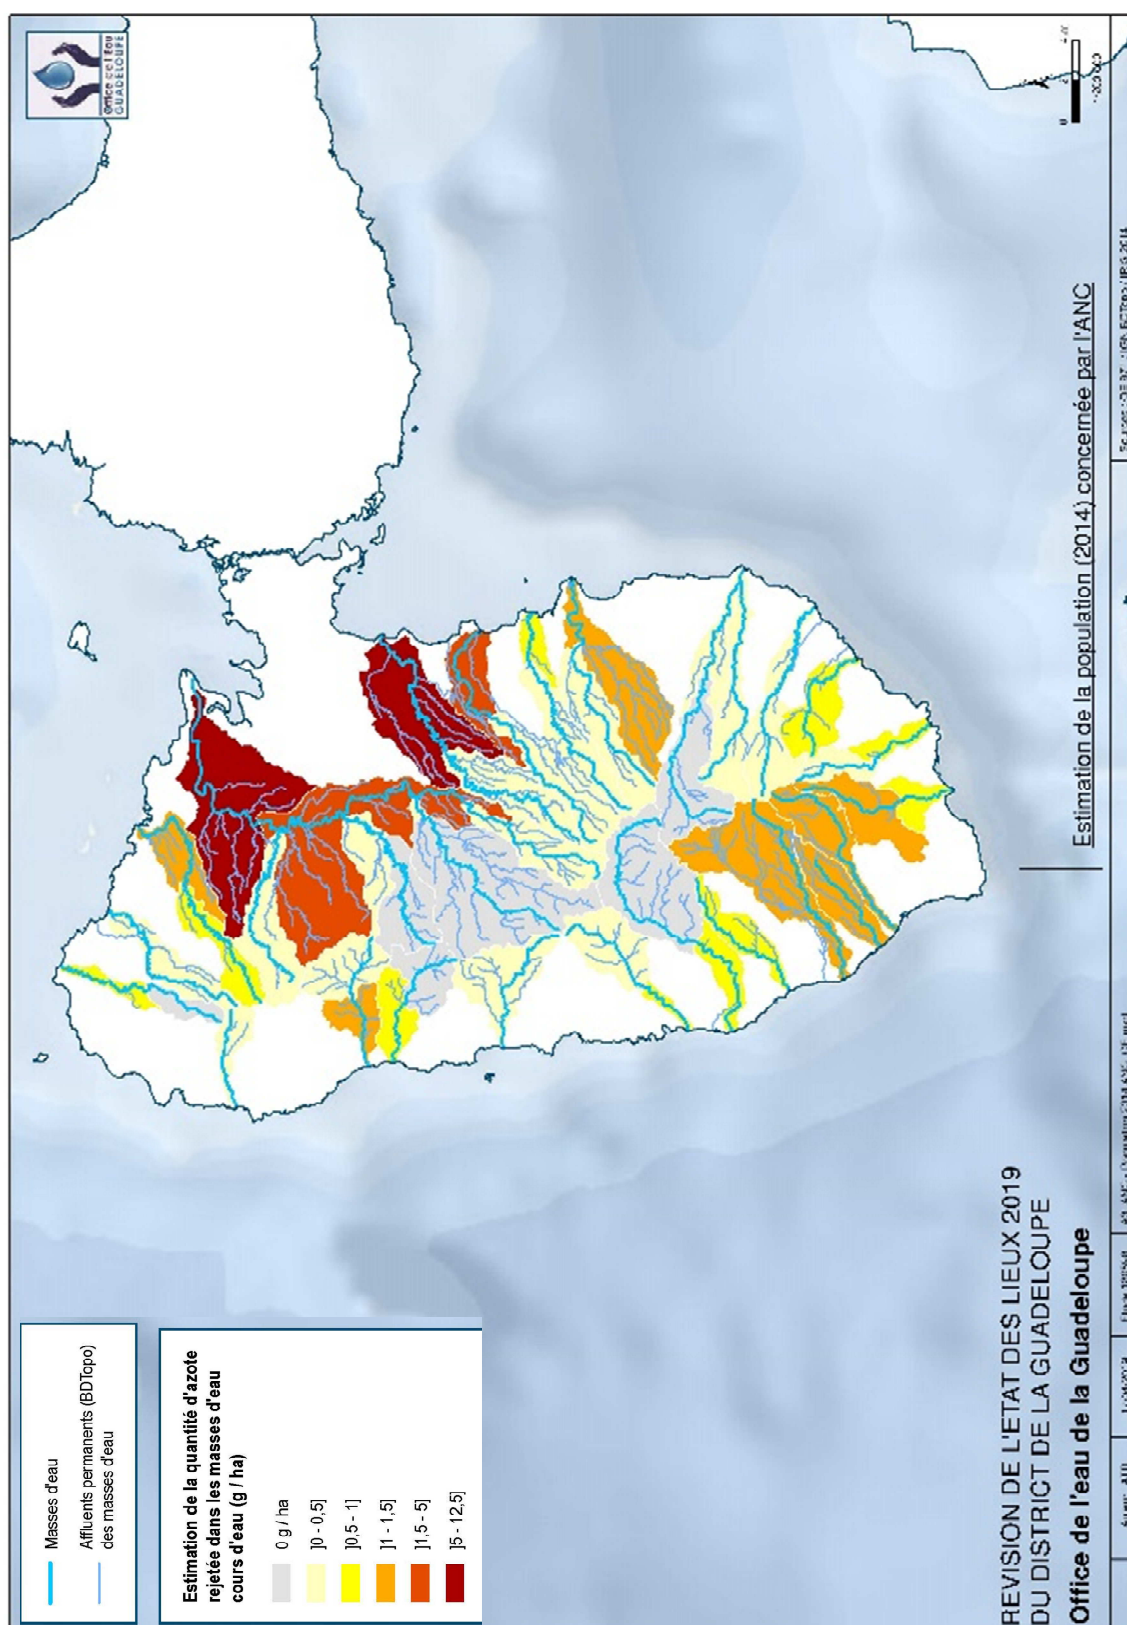 Office de l'Eau
GUADELOUPE
Masses d'eau
Affluents permanents (BDTopo)
des masses d'eau
Estimation de la quantité d'azote
rejetée dans les masses d'eau
cours d'eau (g / ha)
0 g / ha
]0 - 0,5]
]0,5 - 1]
]1 - 1,5]
]1,5 - 5]
]5 - 12,5]
REVISION DE L'ETAT DES LIEUX 2019
DU DISTRICT DE LA GUADELOUPE
Office de l'eau de la Guadeloupe
Estimation de la population (2014) concernée par l'ANC
0